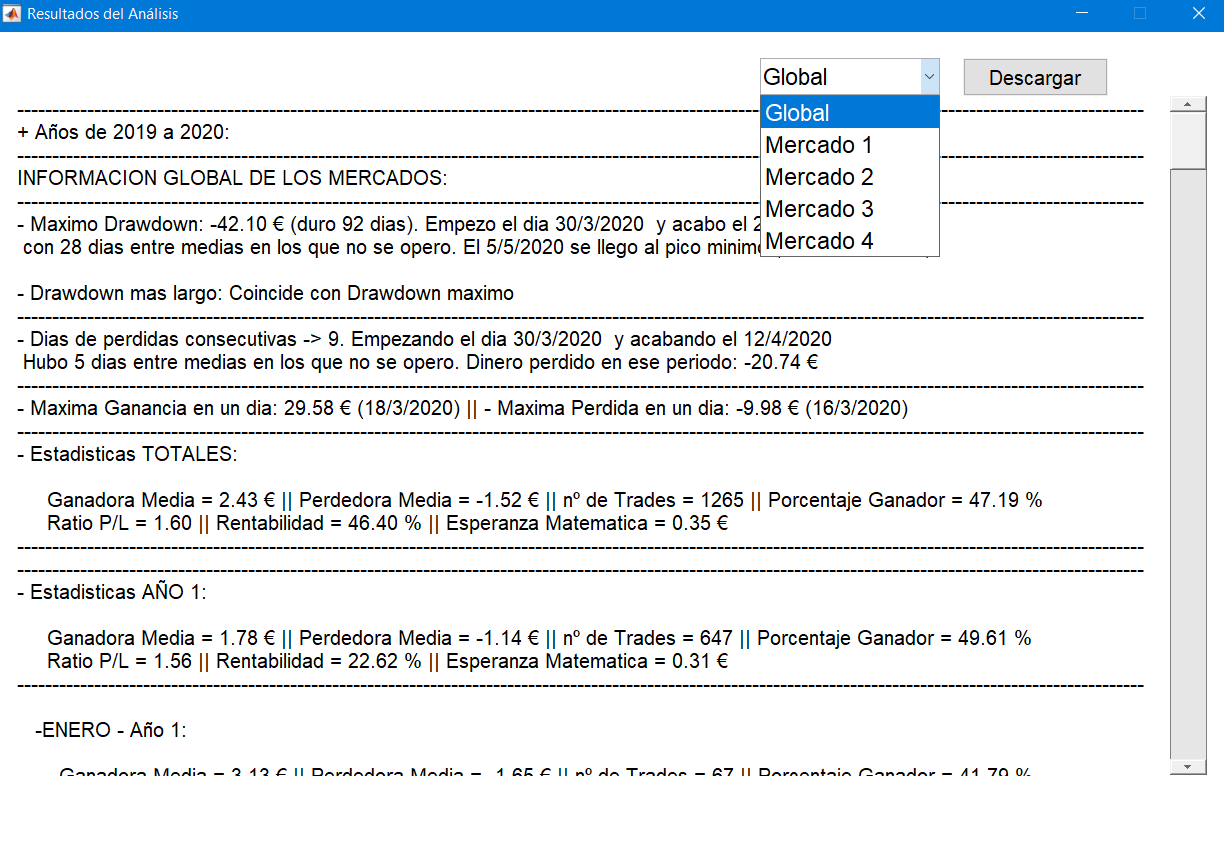 Resultados del Análisis
Global
Descargar
Global
Mercado 1
Mercado 2
Mercado 3
Mercado 4
----------------------------------------------------------------
+ Años de 2019 a 2020:
----------------------------------------------------------------
INFORMACION GLOBAL DE LOS MERCADOS:
----------------------------------------------------------------
- Maximo Drawdown: -42.10 € (duro 92 dias). Empezo el dia 30/3/2020  y acabo el
 con 28 dias entre medias en los que no se opero. El 5/5/2020 se llego al pico
- Drawdown mas largo: Coincide con Drawdown maximo
----------------------------------------------------------------
- Dias de perdidas consecutivas -> 9. Empezando el dia 30/3/2020  y acabando el 12/4/2020
 Hubo 5 dias entre medias en los que no se opero. Dinero perdido en ese periodo: -20.74 €
----------------------------------------------------------------
- Maxima Ganancia en un dia: 29.58 € (18/3/2020) || - Maxima Perdida en un dia: -9.98 € (16/3/2020)
----------------------------------------------------------------
- Estadisticas TOTALES:
Ganadora Media = 2.43 € || Perdedora Media = -1.52 € || nº de Trades = 1265 || Porcentaje Ganador = 47.19 %
Ratio P/L = 1.60 || Rentabilidad = 46.40 % || Esperanza Matematica = 0.35 €
----------------------------------------------------------------
----------------------------------------------------------------
- Estadisticas AÑO 1:
Ganadora Media = 1.78 € || Perdedora Media = -1.14 € || nº de Trades = 647 || Porcentaje Ganador = 49.61 %
Ratio P/L = 1.56 || Rentabilidad = 22.62 % || Esperanza Matematica = 0.31 €
----------------------------------------------------------------
-ENERO - Año 1:
Ganadora Media = 3.13 € || Perdedora Media = -1.65 € || nº de Trades = 67 || Porcentaje Ganador = 41.79 %